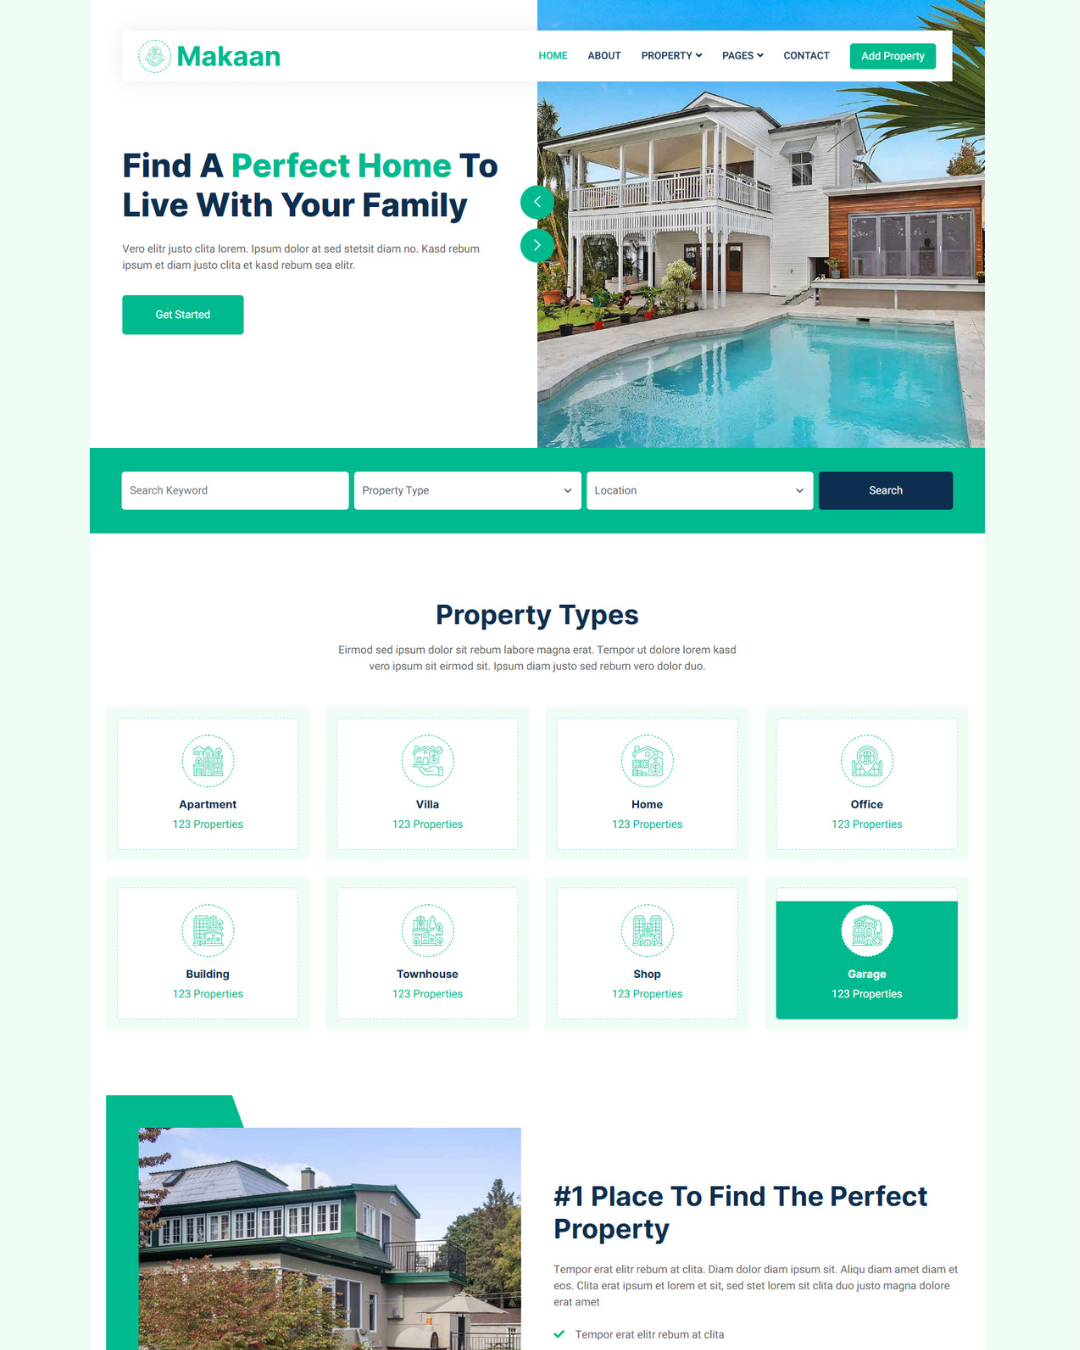 Makaan
HOME ABOUT PROPERTY PAGES CONTACT Add Property
Find A Perfect Home To
Live With Your Family
Vero elitr justo clita lorem. Ipsum dolor at sed stetsit diam no. Kasd rebum
ipsum et diam justo clita et kasd rebum sea elitr.
Get Started
Search Keyword Property Type Location Search
Property Types
Eirmod sed ipsum dolor sit rebum labore magna erat. Tempor ut dolore lorem kasd
vero ipsum sit eirmod sit. Ipsum diam justo sed rebum vero dolor duo.
Apartment
123 Properties
Villa
123 Properties
Home
123 Properties
Office
123 Properties
Building
123 Properties
Townhouse
123 Properties
Shop
123 Properties
Garage
123 Properties
#1 Place To Find The Perfect
Property
Tempor erat elitr rebum at clita. Diam dolor diam ipsum sit. Aliqu diam amet diam et
eos. Clita erat ipsum et lorem et sit, sed stet lorem sit clita duo justo magna dolore
erat amet
Tempor erat elitr rebum at clita